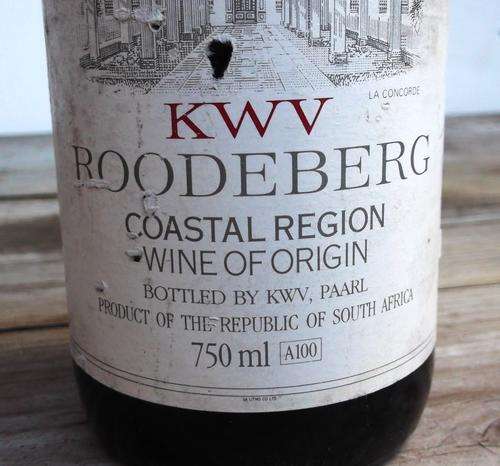 LA CONCORDE
KWV
ROODEBERG
COASTAL REGION
WINE OF ORIGIN
BOTTLED BY KWV, PAARL
PRODUCT OF THE REPUBLIC OF SOUTH AFRICA
750 ml A100